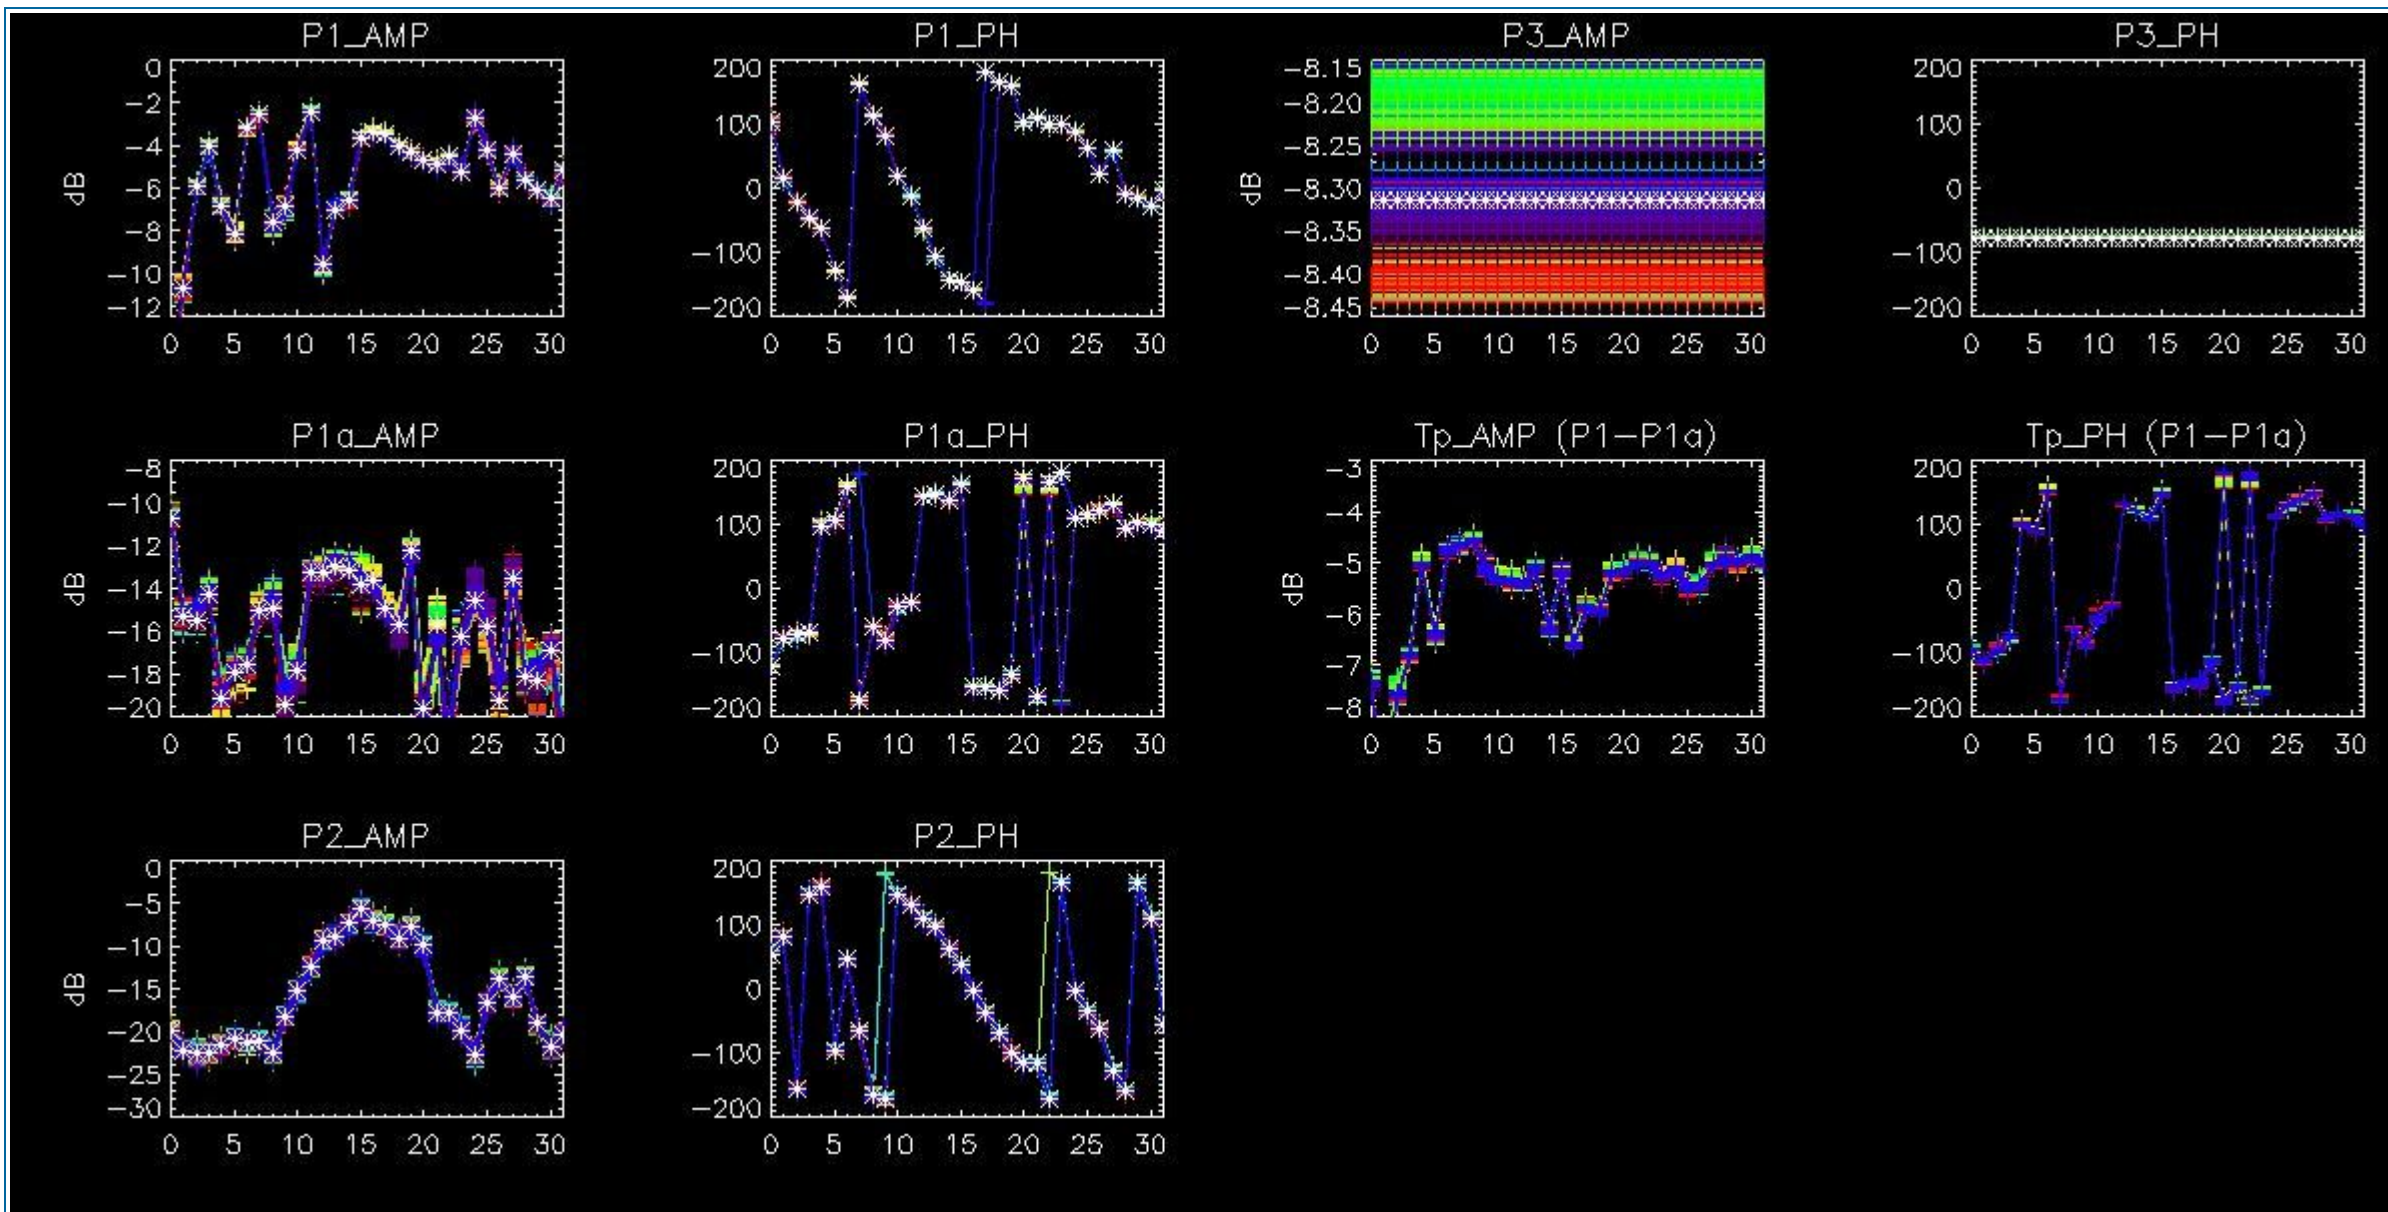 P1_AMP
0
−2
−4
−6
−8
−10
−12
dB
0 5 10 15 20 25 30
P1_PH
200
100
0
−100
−200
0 5 10 15 20 25 30
P3_AMP
−8.15
−8.20
−8.25
−8.30
−8.35
−8.40
−8.45
dB
0 5 10 15 20 25 30
P3_PH
200
100
0
−100
−200
0 5 10 15 20 25 30
P1a_AMP
−8
−10
−12
−14
−16
−18
−20
dB
0 5 10 15 20 25 30
P1a_PH
200
100
0
−100
−200
0 5 10 15 20 25 30
Tp_AMP (P1−P1a)
−3
−4
−5
−6
−7
−8
dB
0 5 10 15 20 25 30
Tp_PH (P1−P1a)
200
100
0
−100
−200
0 5 10 15 20 25 30
P2_AMP
0
−5
−10
−15
−20
−25
−30
dB
0 5 10 15 20 25 30
P2_PH
200
100
0
−100
−200
0 5 10 15 20 25 30